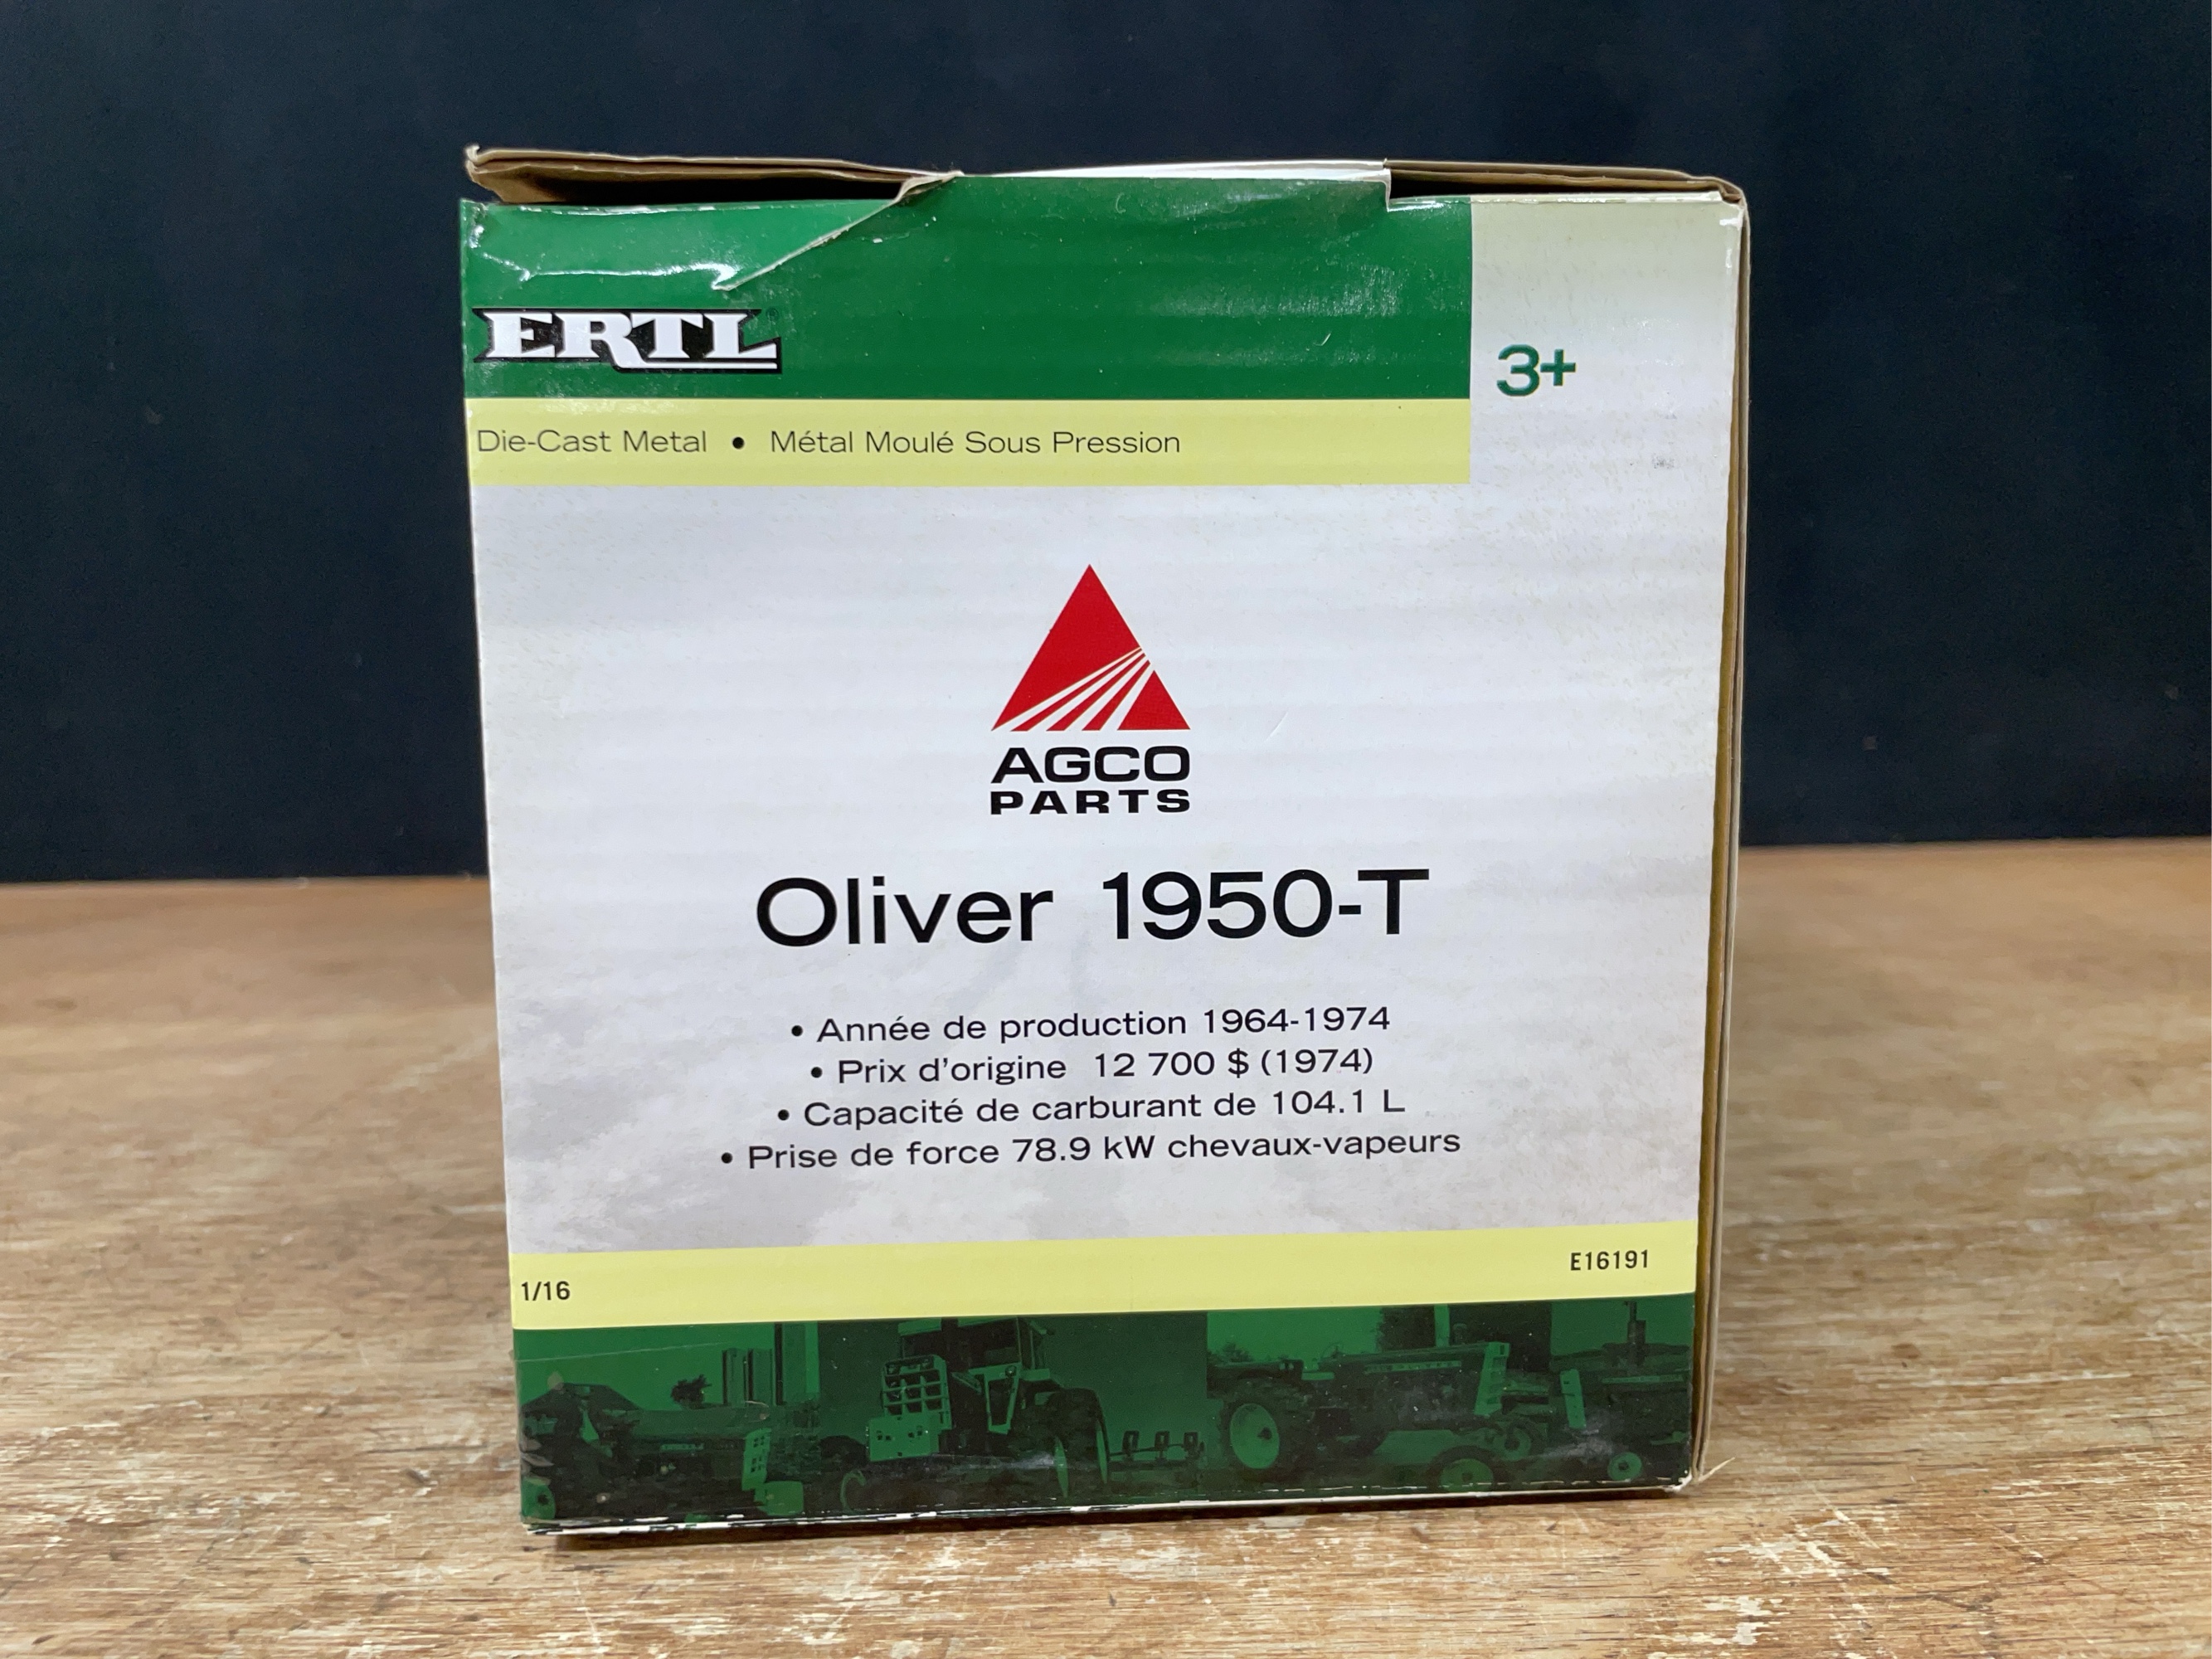 ERTL
3+
Die-Cast Metal • Métal Moulé Sous Pression
AGCO
PARTS
Oliver 1950-T
• Année de production 1964-1974
• Prix d'origine 12 700 $ (1974)
• Capacité de carburant de 104.1 L
• Prise de force 78.9 kW chevaux-vapeurs
E16191
1/16